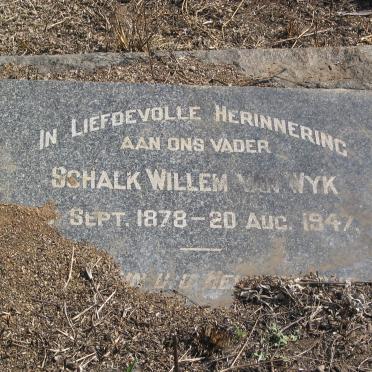 IN LIEFDEVOLLE HERINNERING
AAN ONS VADER
SCHALK WILLEM VAN WYK
SEPT. 1878 – 20 AUG. 1947.